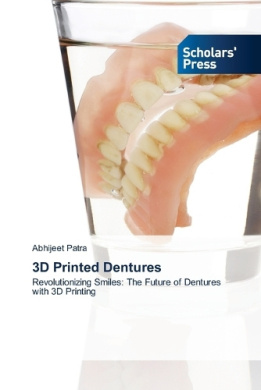 Scholars'
Press
Abhijeet Patra
3D Printed Dentures
Revolutionizing Smiles: The Future of Dentures
with 3D Printing